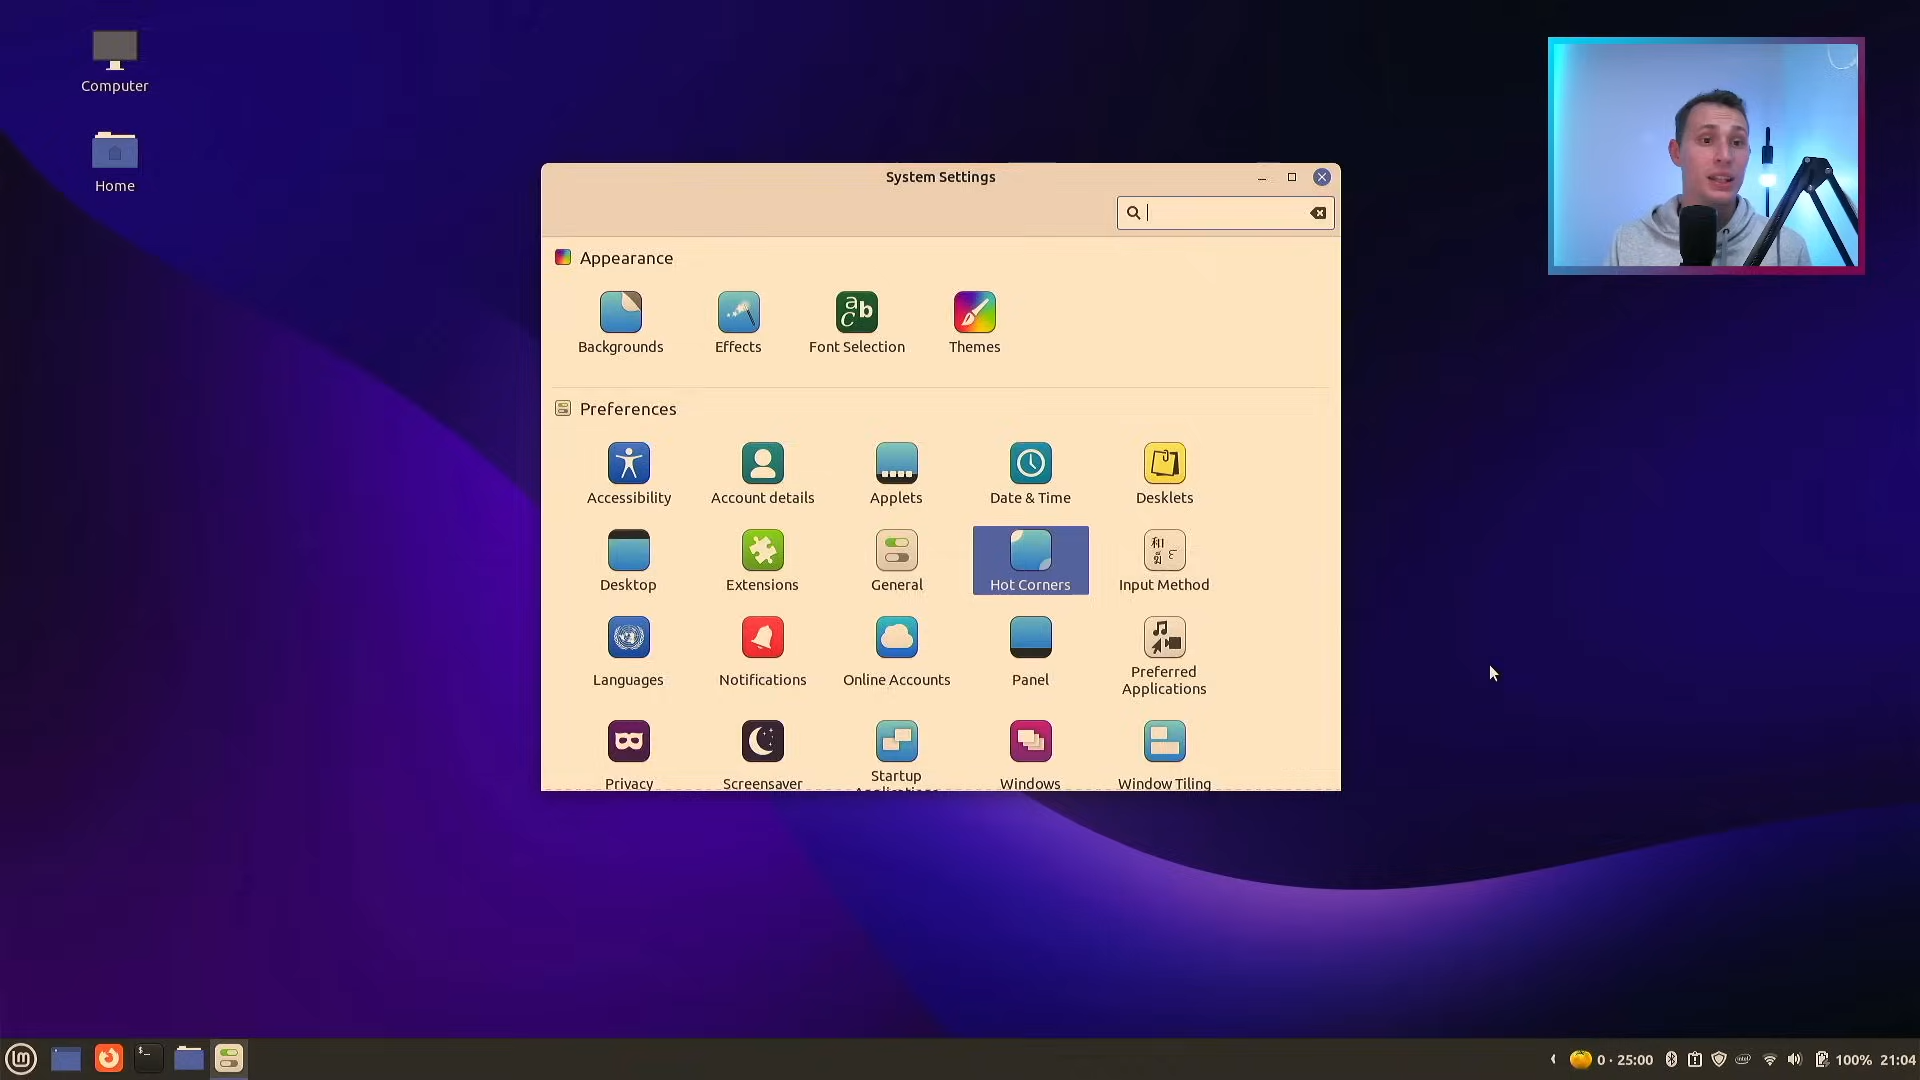 Computer
Home
System Settings
Appearance
Backgrounds
Effects
Font Selection
Themes
Preferences
Accessibility
Account details
Applets
Date & Time
Desklets
Desktop
Extensions
General
Hot Corners
Input Method
Languages
Notifications
Online Accounts
Panel
Preferred
Applications
Privacy
Screensaver
Startup
Applications
Windows
Window Tiling
0 · 25:00
100%
21:04